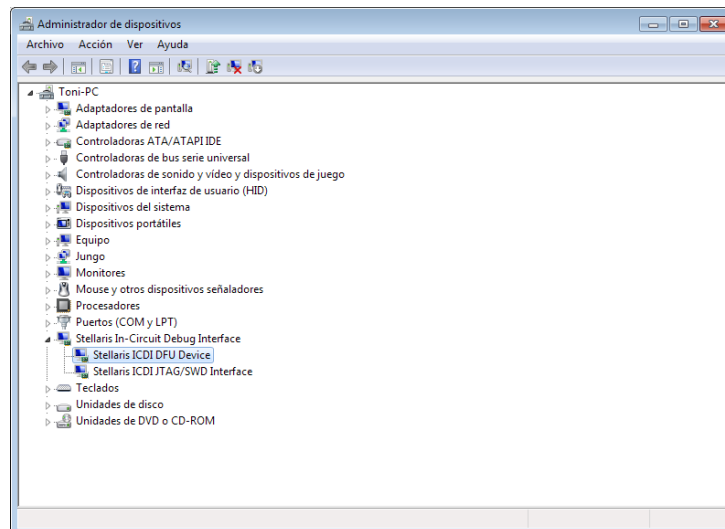 Administrador de dispositivos
Archivo Acción Ver Ayuda
Toni-PC
Adaptadores de pantalla
Adaptadores de red
Controladoras ATA/ATAPI IDE
Controladoras de bus serie universal
Controladoras de sonido y vídeo y dispositivos de juego
Dispositivos de interfaz de usuario (HID)
Dispositivos del sistema
Dispositivos portátiles
Equipo
Jungo
Monitores
Mouse y otros dispositivos señaladores
Procesadores
Puertos (COM y LPT)
Stellaris In-Circuit Debug Interface
Stellaris ICDI DFU Device
Stellaris ICDI JTAG/SWD Interface
Teclados
Unidades de disco
Unidades de DVD o CD-ROM